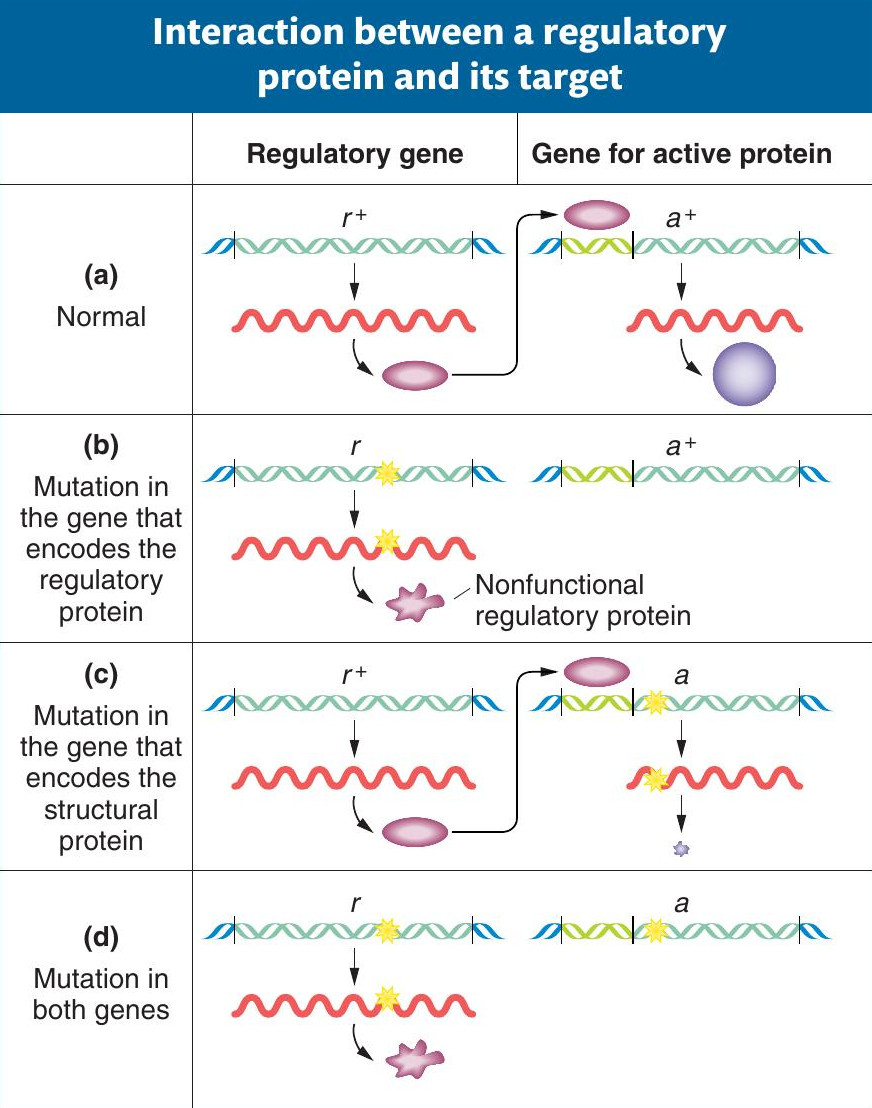 Interaction between a regulatory
protein and its target
Regulatory gene
Gene for active protein
(a)
Normal
r+
a+
(b)
Mutation in
the gene that
encodes the
regulatory
protein
r
a+
Nonfunctional
regulatory protein
(c)
Mutation in
the gene that
encodes the
structural
protein
r+
a
(d)
Mutation in
both genes
r
a